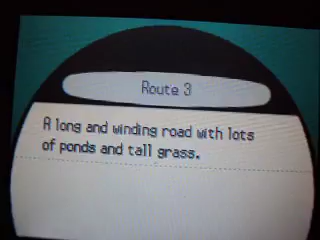 Route 3
A long and winding road with lots
of ponds and tall grass.